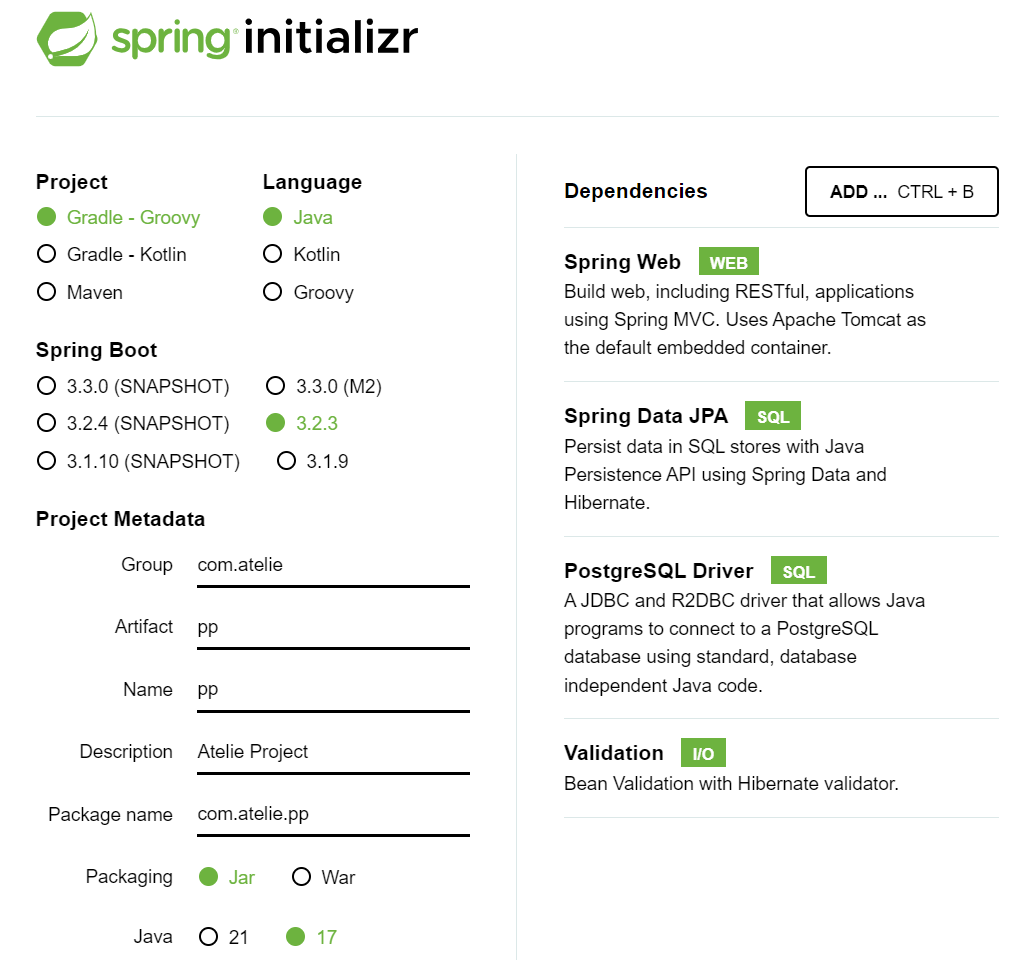 spring initializr
Project
Gradle - Groovy
Gradle - Kotlin
Maven
Language
Java
Kotlin
Groovy
Spring Boot
3.3.0 (SNAPSHOT) 3.3.0 (M2)
3.2.4 (SNAPSHOT) 3.2.3
3.1.10 (SNAPSHOT) 3.1.9
Project Metadata
Group com.atelie
Artifact pp
Name pp
Description Atelie Project
Package name com.atelie.pp
Packaging Jar War
Java 21 17
Dependencies ADD ... CTRL + B
Spring Web WEB
Build web, including RESTful, applications
using Spring MVC. Uses Apache Tomcat as
the default embedded container.
Spring Data JPA SQL
Persist data in SQL stores with Java
Persistence API using Spring Data and
Hibernate.
PostgreSQL Driver SQL
A JDBC and R2DBC driver that allows Java
programs to connect to a PostgreSQL
database using standard, database
independent Java code.
Validation I/O
Bean Validation with Hibernate validator.